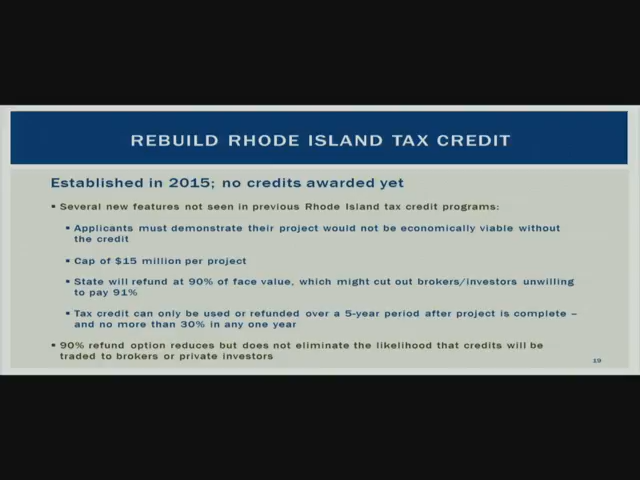 REBUILD RHODE ISLAND TAX CREDIT
Established in 2015; no credits awarded yet
▪ Several new features not seen in previous Rhode Island tax credit programs:
▪ Applicants must demonstrate their project would not be economically viable without
the credit
▪ Cap of $15 million per project
▪ State will refund at 90% of face value, which might cut out brokers/investors unwilling
to pay 91%
▪ Tax credit can only be used or refunded over a 5-year period after project is complete –
and no more than 30% in any one year
▪ 90% refund option reduces but does not eliminate the likelihood that credits will be
traded to brokers or private investors
19